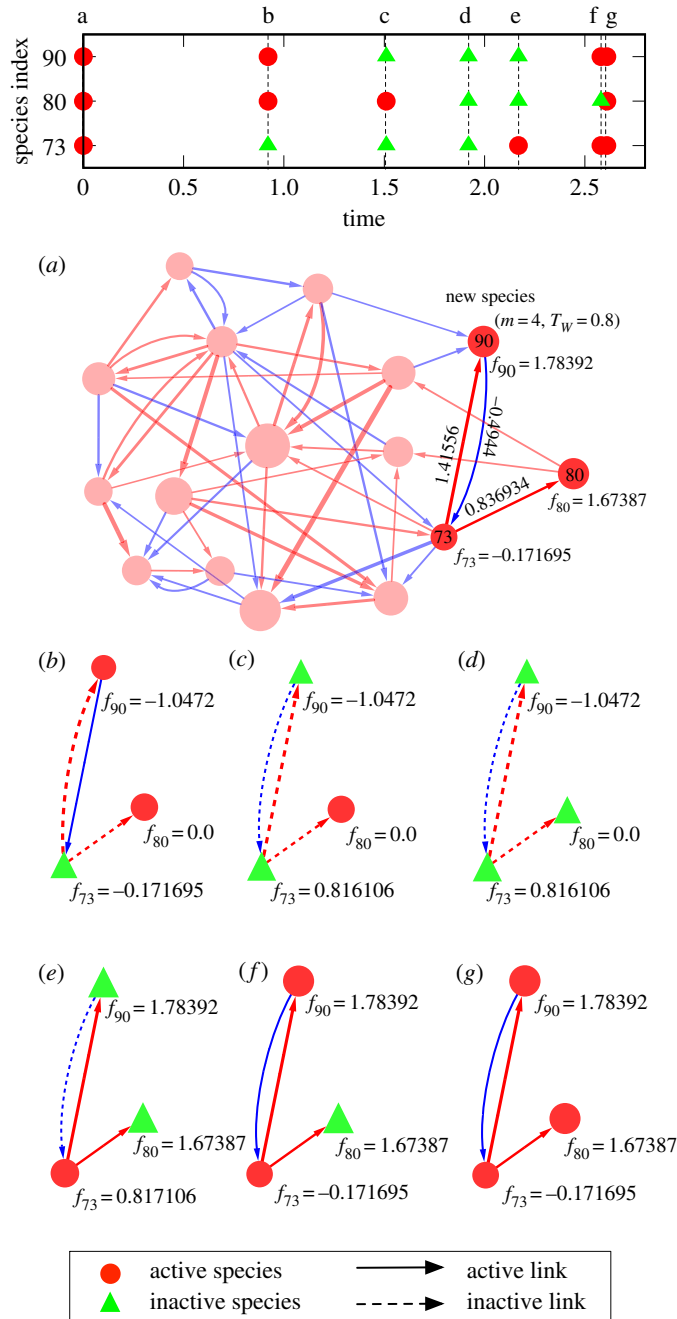 a b c d e f g
90
80
73
species index
0 0.5 1.0 1.5 2.0 2.5
time
(a)
new species
(m = 4, T_W = 0.8)
90
f_90 = 1.78392
1.41556
−0.4944
80
0.836934
f_80 = 1.67387
73
f_73 = −0.171695
(b) (c) (d)
f_90 = −1.0472 f_90 = −1.0472 f_90 = −1.0472
f_80 = 0.0 f_80 = 0.0 f_80 = 0.0
f_73 = −0.171695 f_73 = 0.816106 f_73 = 0.816106
(e) (f) (g)
f_90 = 1.78392 f_90 = 1.78392 f_90 = 1.78392
f_80 = 1.67387 f_80 = 1.67387 f_80 = 1.67387
f_73 = 0.817106 f_73 = −0.171695 f_73 = −0.171695
active species active link
inactive species inactive link